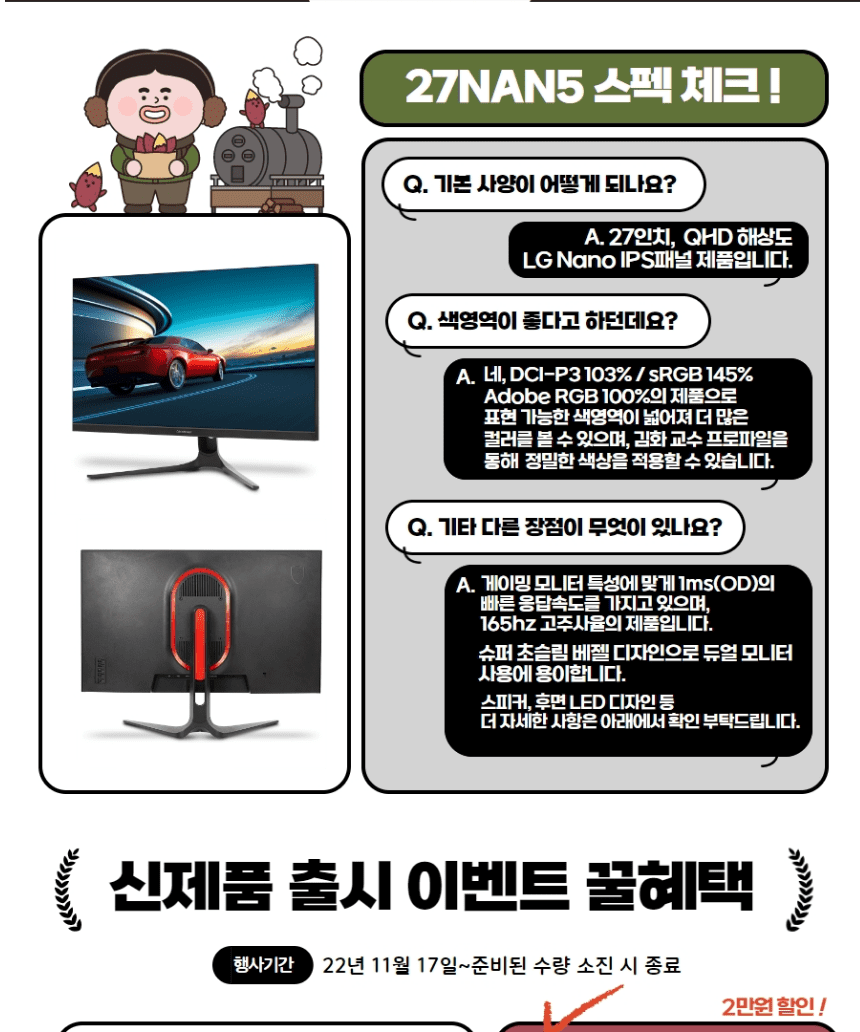 27NAN5 스펙 체크 !
Q. 기본 사양이 어떻게 되나요?
A. 27인치, QHD 해상도
LG Nano IPS패널 제품입니다.
Q. 색영역이 좋다고 하던데요?
A. 네, DCI-P3 103% / sRGB 145%
Adobe RGB 100%의 제품으로
표현 가능한 색영역이 넓어져 더 많은
컬러를 볼 수 있으며, 김화 교수 프로파일을
통해 정밀한 색상을 적용할 수 있습니다.
Q. 기타 다른 장점이 무엇이 있나요?
A. 게이밍 모니터 특성에 맞게 1ms(OD)의
빠른 응답속도를 가지고 있으며,
165hz 고주사율의 제품입니다.
슈퍼 초슬림 베젤 디자인으로 듀얼 모니터
사용에 용이합니다.
스피커, 후면 LED 디자인 등
더 자세한 사항은 아래에서 확인 부탁드립니다.
신제품 출시 이벤트 꿀혜택
행사기간 22년 11월 17일~준비된 수량 소진 시 종료
2만원 할인 !